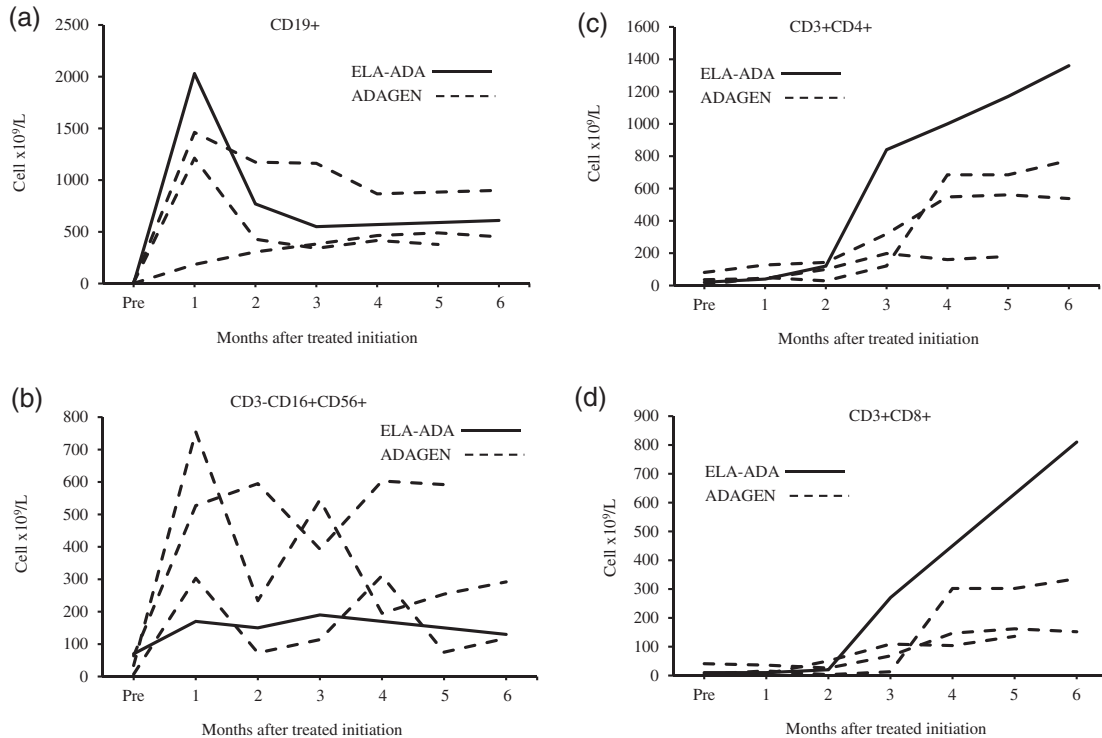 (a)
CD19+
2500
2000
1500
1000
500
0
Cell x10⁹/L
ELA-ADA
ADAGEN
Pre 1 2 3 4 5 6
Months after treated initiation
(c)
CD3+CD4+
1600
1400
1200
1000
800
600
400
200
0
Cell x10⁹/L
ELA-ADA
ADAGEN
Pre 1 2 3 4 5 6
Months after treated initiation
(b)
CD3-CD16+CD56+
800
700
600
500
400
300
200
100
0
Cell x10⁹/L
ELA-ADA
ADAGEN
Pre 1 2 3 4 5 6
Months after treated initiation
(d)
CD3+CD8+
900
800
700
600
500
400
300
200
100
0
Cell x10⁹/L
ELA-ADA
ADAGEN
Pre 1 2 3 4 5 6
Months after treated initiation